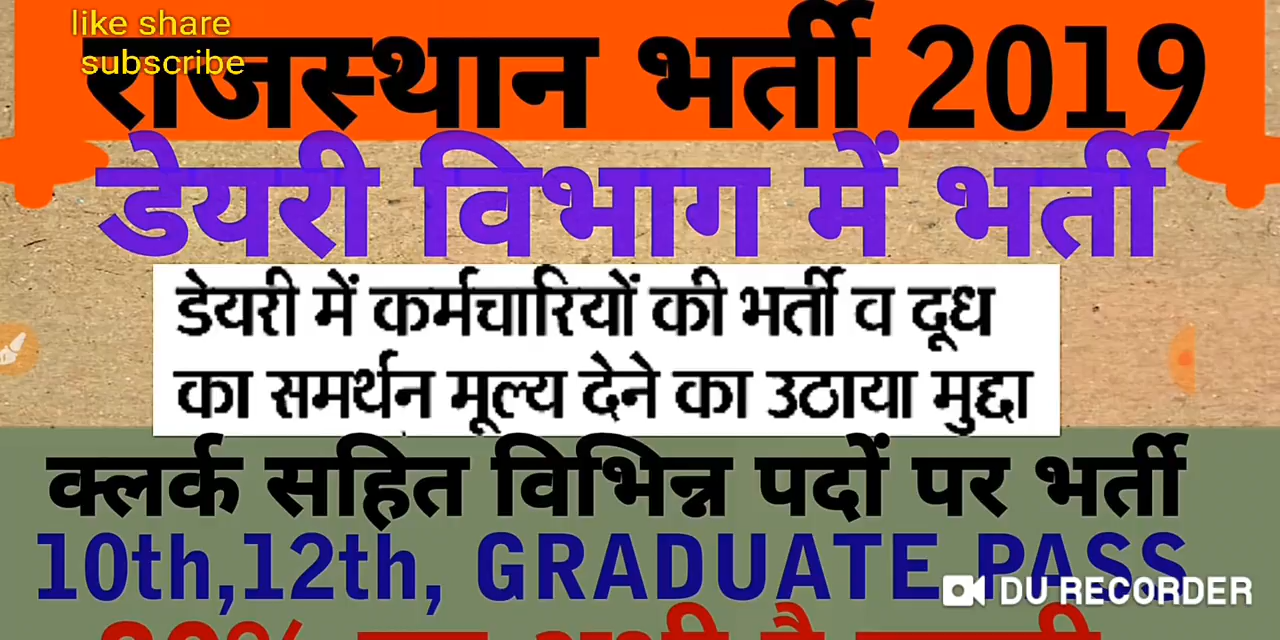 like share
subscribe
राजस्थान भर्ती 2019
डेयरी विभाग में भर्ती
डेयरी में कर्मचारियों की भर्ती व दूध
का समर्थन मूल्य देने का उठाया मुद्दा
क्लर्क सहित विभिन्न पदों पर भर्ती
10th,12th, GRADUATE PASS
DU RECORDER